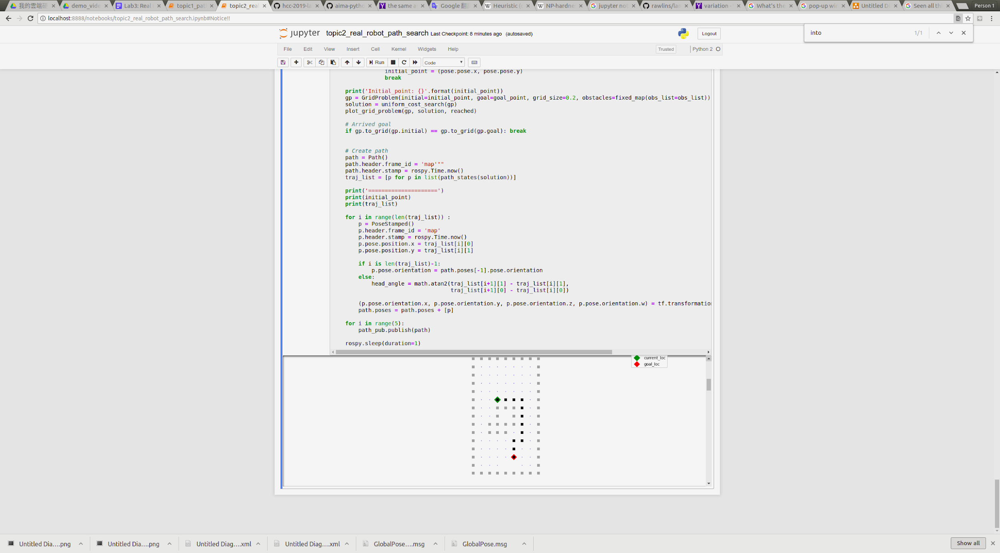 我的雲端硬
demo_vide
Lab3: Real
topic1_pat
topic2_rea
hcc-2019-la
aima-pytho
the same a
Google 翻
Heuristic (c
NP-hardne
jupyter not
rawlins/lan
variation -
What's the
pop-up wi
Untitled Di
Seen all thi
Person 1
localhost:8888/notebooks/topic2_real_robot_path_search.ipynb#Notice!!
into 1/1
jupyter topic2_real_robot_path_search Last Checkpoint: 8 minutes ago (autosaved)
Logout
File Edit View Insert Cell Kernel Widgets Help
Trusted Python 2
Run Code
initial_point = (pose.pose.x, pose.pose.y)
break
print('Initial_point: {}'.format(initial_point))
gp = GridProblem(initial=initial_point, goal=goal_point, grid_size=0.2, obstacles=fixed_map(obs_list=obs_list))
solution = uniform_cost_search(gp)
plot_grid_problem(gp, solution, reached)
# Arrived goal
if gp.to_grid(gp.initial) == gp.to_grid(gp.goal): break
# Create path
path = Path()
path.header.frame_id = 'map'""
path.header.stamp = rospy.Time.now()
traj_list = [p for p in list(path_states(solution))]
print('=====================')
print(initial_point)
print(traj_list)
for i in range(len(traj_list)) :
p = PoseStamped()
p.header.frame_id = 'map'
p.header.stamp = rospy.Time.now()
p.pose.position.x = traj_list[i][0]
p.pose.position.y = traj_list[i][1]
if i is len(traj_list)-1:
p.pose.orientation = path.poses[-1].pose.orientation
else:
head_angle = math.atan2(traj_list[i+1][1] - traj_list[i][1],
traj_list[i+1][0] - traj_list[i][0])
(p.pose.orientation.x, p.pose.orientation.y, p.pose.orientation.z, p.pose.orientation.w) = tf.transformation
path.poses = path.poses + [p]
for i in range(5):
path_pub.publish(path)
rospy.sleep(duration=1)
current_loc
goal_loc
Untitled Dia....png
Untitled Dia....png
Untitled Diag....xml
Untitled Diag....xml
GlobalPose....msg
GlobalPose.msg
Show all